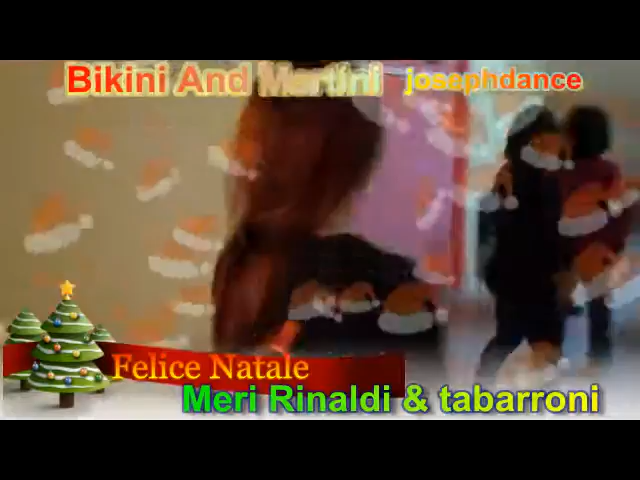 Bikini And Martini josephdance
Felice Natale
Meri Rinaldi & tabarroni